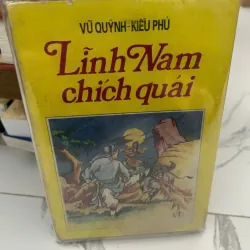 VŨ QUỲNH - KIỀU PHÚ
LĨNH NAM
chích quái